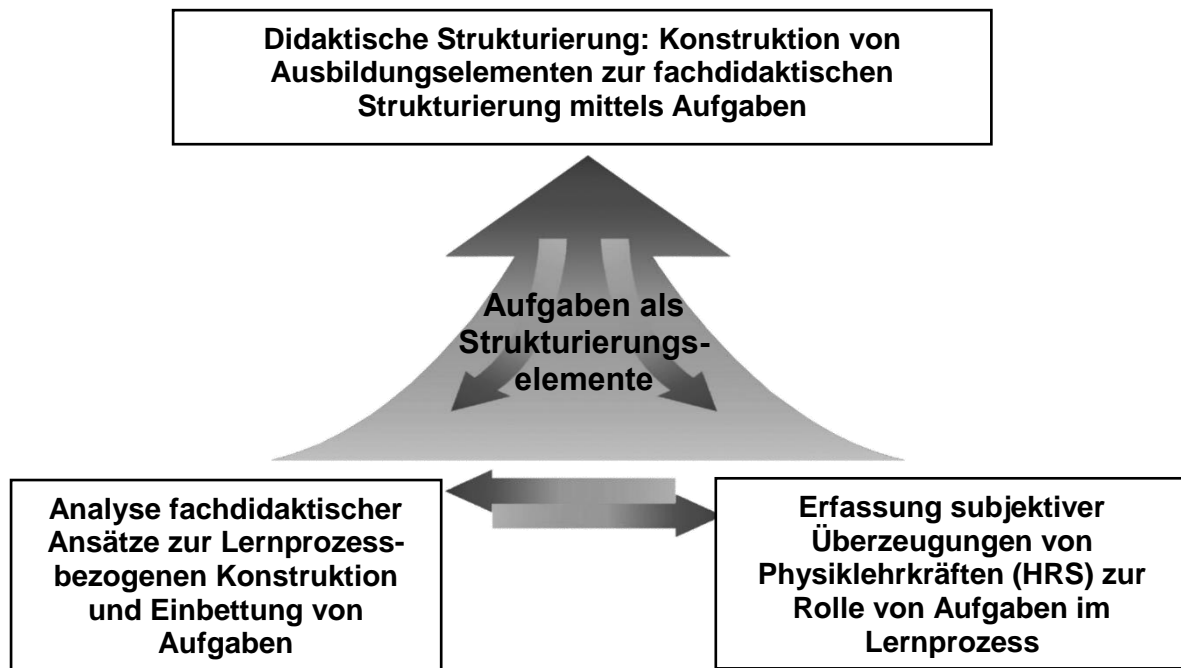 Didaktische Strukturierung: Konstruktion von
Ausbildungselementen zur fachdidaktischen
Strukturierung mittels Aufgaben
Aufgaben als
Strukturierungs-
elemente
Analyse fachdidaktischer
Ansätze zur Lernprozess-
bezogenen Konstruktion
und Einbettung von
Aufgaben
Erfassung subjektiver
Überzeugungen von
Physiklehrkräften (HRS) zur
Rolle von Aufgaben im
Lernprozess